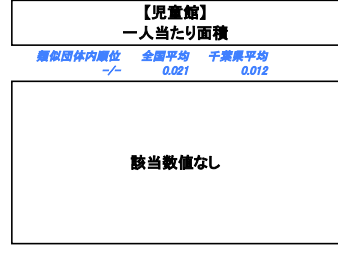 【児童館】
一人当たり面積
類似団体内順位 全国平均 千葉県平均
-/- 0.021 0.012
該当数値なし